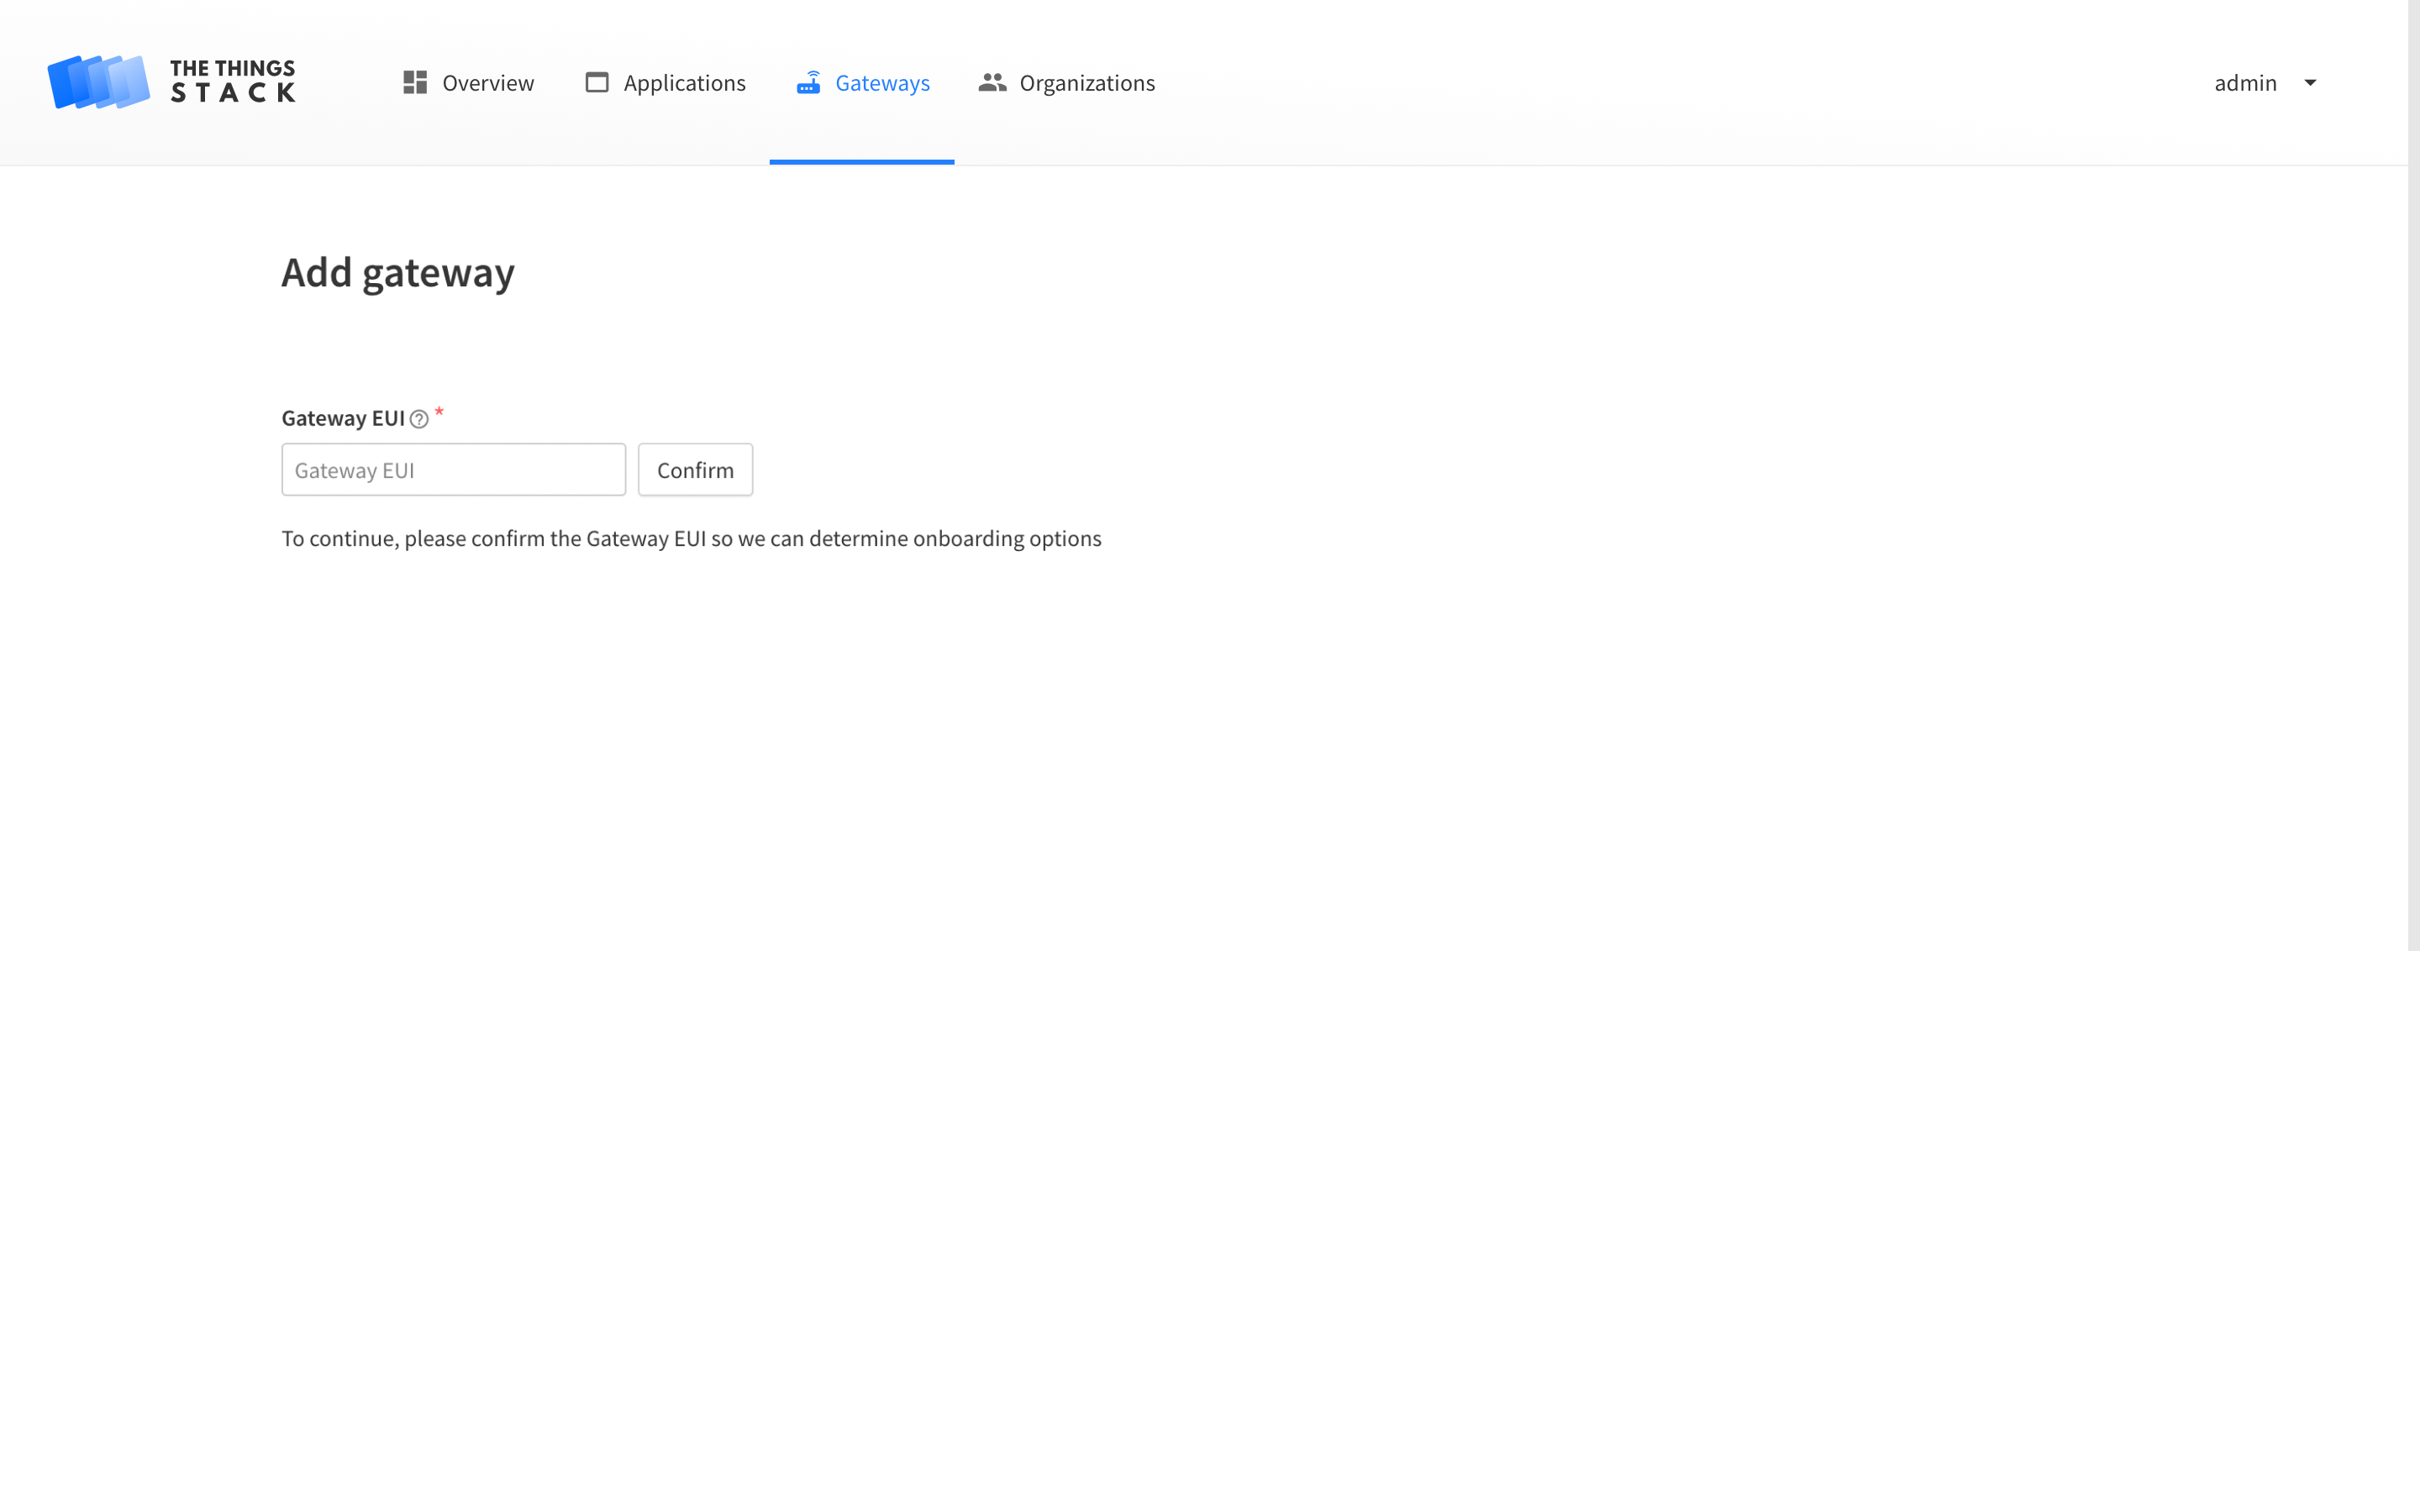 THE THINGS
STACK
Overview
Applications
Gateways
Organizations
admin
Add gateway
Gateway EUI *
Gateway EUI
Confirm
To continue, please confirm the Gateway EUI so we can determine onboarding options